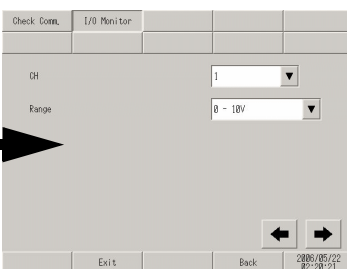 Check Comm. I/O Monitor
CH 1
Range 0 - 10V
Exit Back 2006/05/22
02:20:21